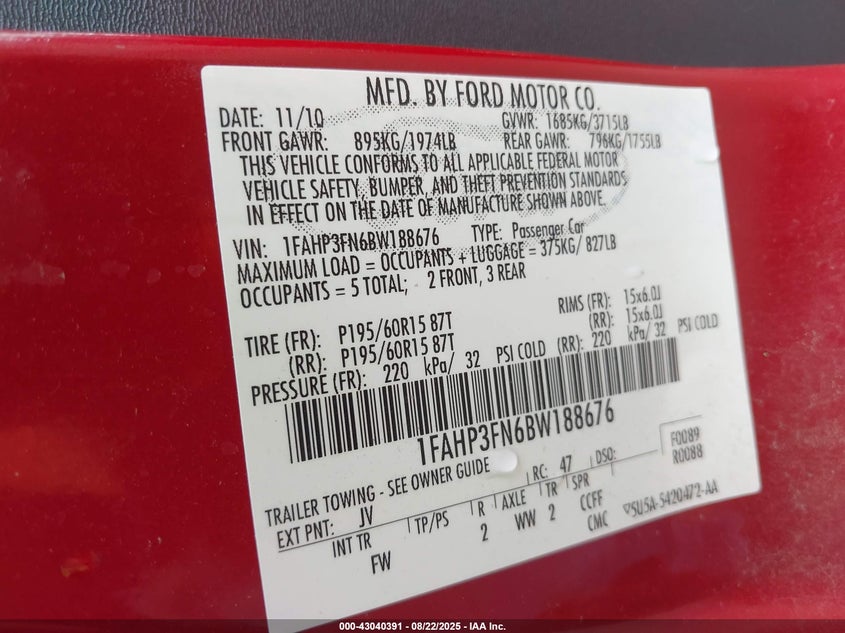 MFD. BY FORD MOTOR CO.
DATE: 11/10 GVWR: 1685KG/3715LB
FRONT GAWR: 895KG/1974LB REAR GAWR: 796KG/1755LB
THIS VEHICLE CONFORMS TO ALL APPLICABLE FEDERAL MOTOR
VEHICLE SAFETY, BUMPER, AND THEFT PREVENTION STANDARDS
IN EFFECT ON THE DATE OF MANUFACTURE SHOWN ABOVE.
VIN: 1FAHP3FN6BW188676 TYPE: Passenger Car
MAXIMUM LOAD = OCCUPANTS + LUGGAGE = 375KG/ 827LB
OCCUPANTS = 5 TOTAL; 2 FRONT, 3 REAR
TIRE (FR): P195/60R15 87T RIMS (FR): 15x6.0J
(RR): P195/60R15 87T (RR): 15x6.0J
PRESSURE (FR): 220 kPa/ 32 PSI COLD (RR): 220 kPa/ 32 PSI COLD
1FAHP3FN6BW188676
TRAILER TOWING - SEE OWNER GUIDE RC: 47 DSO: F0089
R0088
EXT PNT: JV
INT TR TP/PS R AXLE TR SPR
FW 2 WW 2 CCFF
CMC 5U5A-5420472-AA
000-43040391 - 08/22/2025 - IAA Inc.